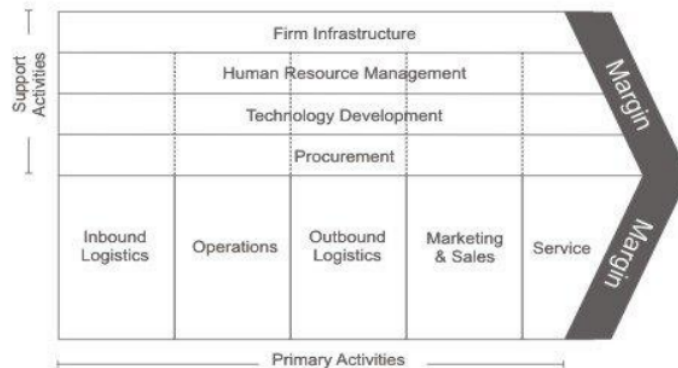 Support
Activities
Firm Infrastructure
Human Resource Management
Technology Development
Procurement
Margin
Inbound
Logistics
Operations
Outbound
Logistics
Marketing
& Sales
Service
Margin
Primary Activities